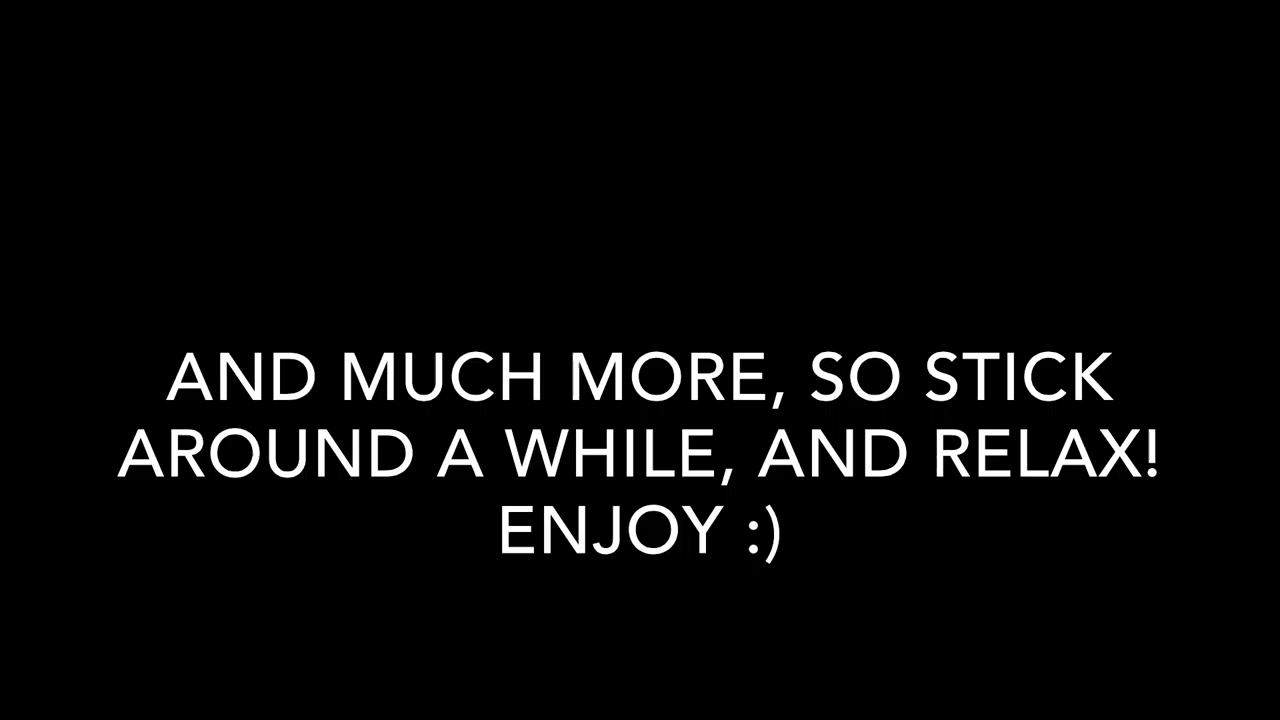 AND MUCH MORE, SO STICK
AROUND A WHILE, AND RELAX!
ENJOY :)